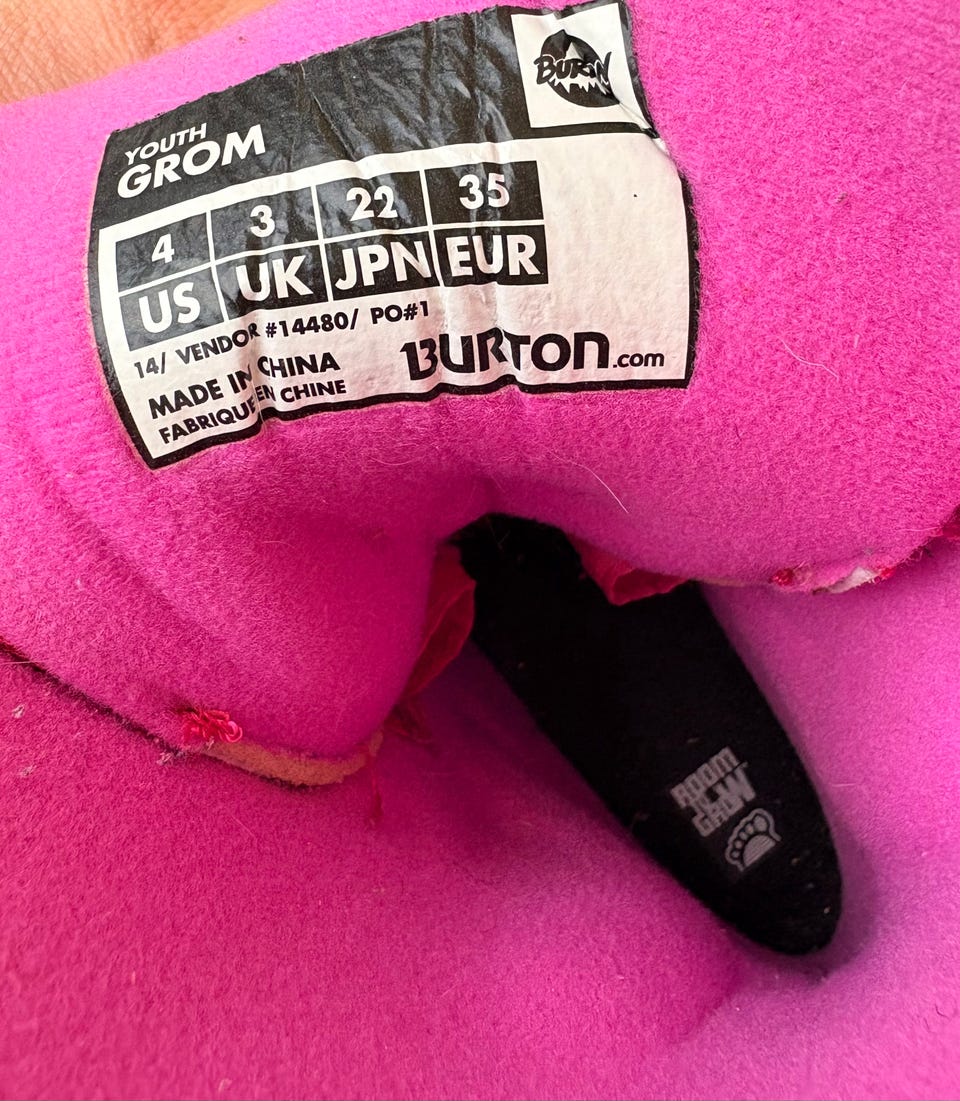 BURTON
YOUTH
GROM
4 3 22 35
US UK JPN EUR
14/ VENDOR #14480/ PO#1
MADE IN CHINA
FABRIQUE EN CHINE
BURTON.com
ROOM
TO
GROW